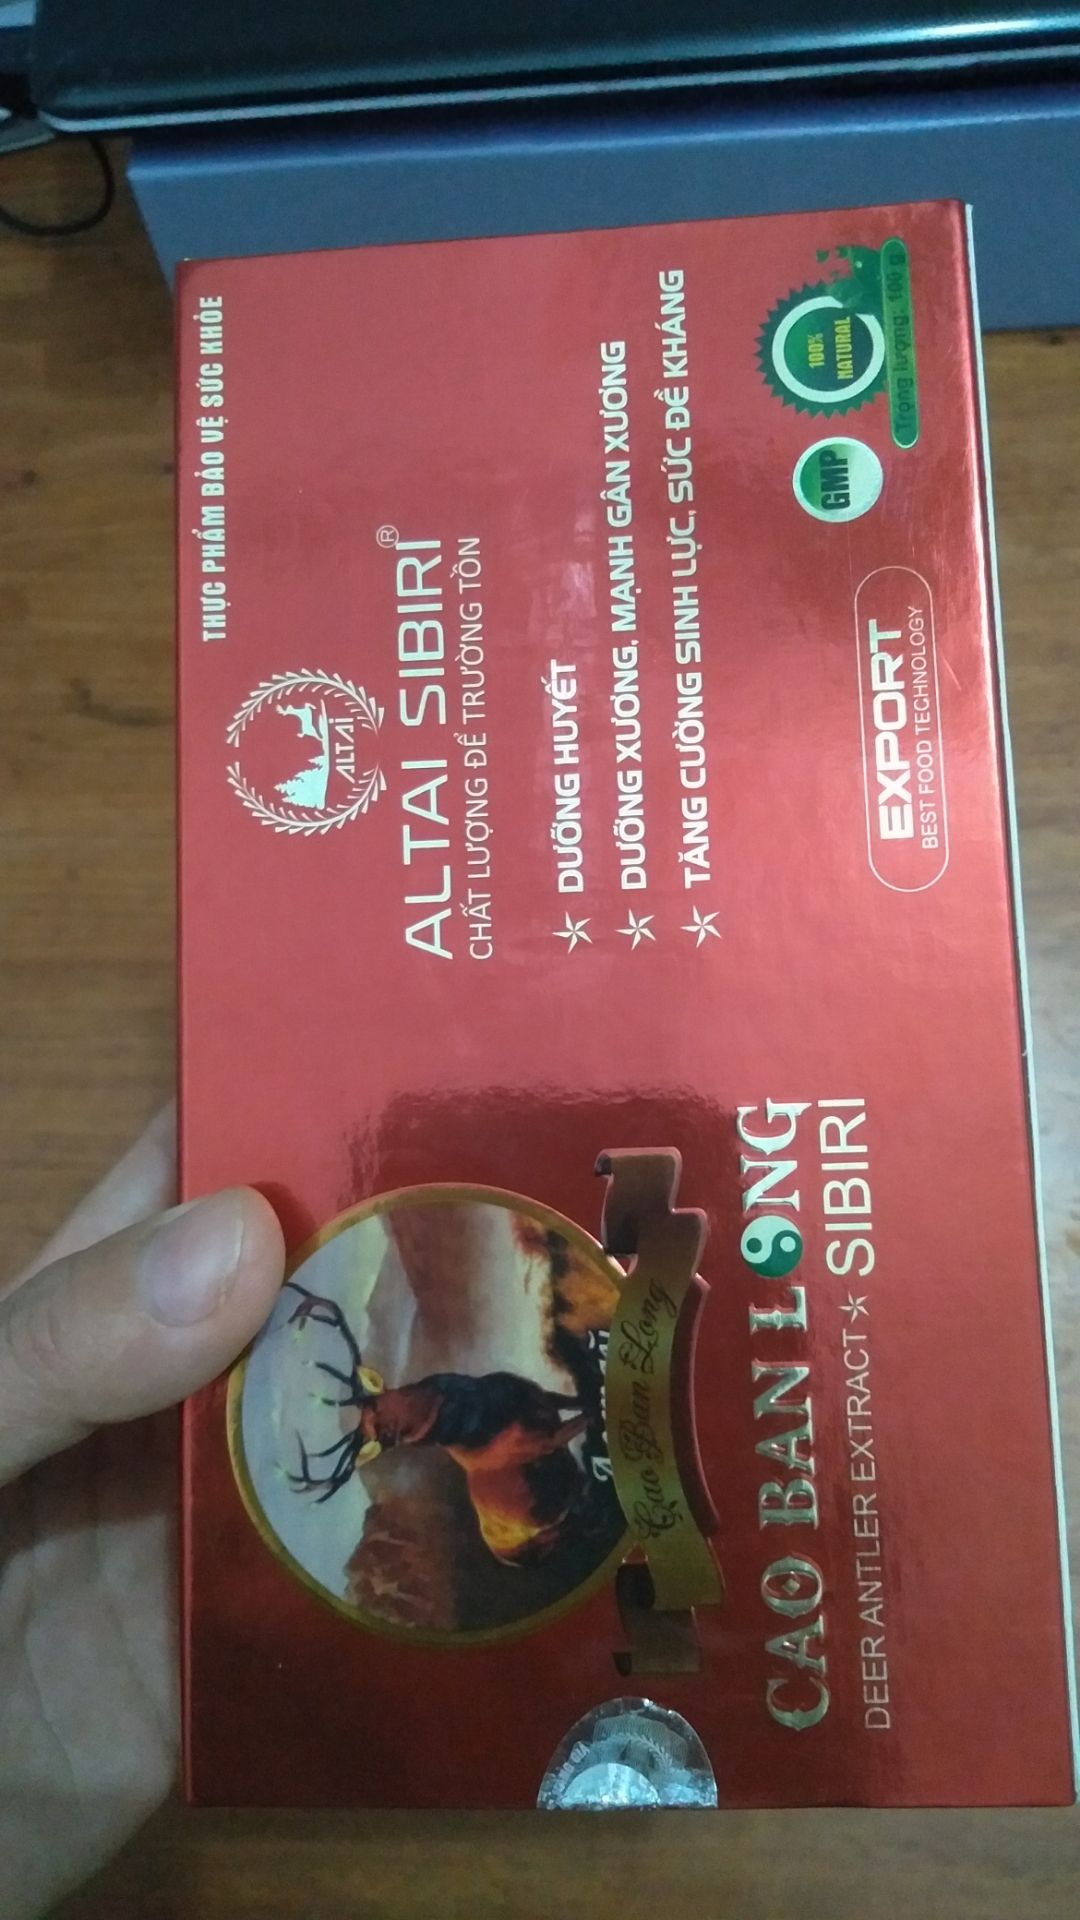 THỰC PHẨM BẢO VỆ SỨC KHỎE
ALTAI
ALTAI SIBIRI®
CHẤT LƯỢNG ĐỂ TRƯỜNG TỒN
DƯỠNG HUYẾT
DƯỠNG XƯƠNG, MẠNH GÂN XƯƠNG
TĂNG CƯỜNG SINH LỰC, SỨC ĐỀ KHÁNG
Cao Ban Long
CAO BAN LONG
DEER ANTLER EXTRACT SIBIRI
EXPORT
BEST FOOD TECHNOLOGY
GMP
100%
NATURAL
Trọng lượng: 100 g